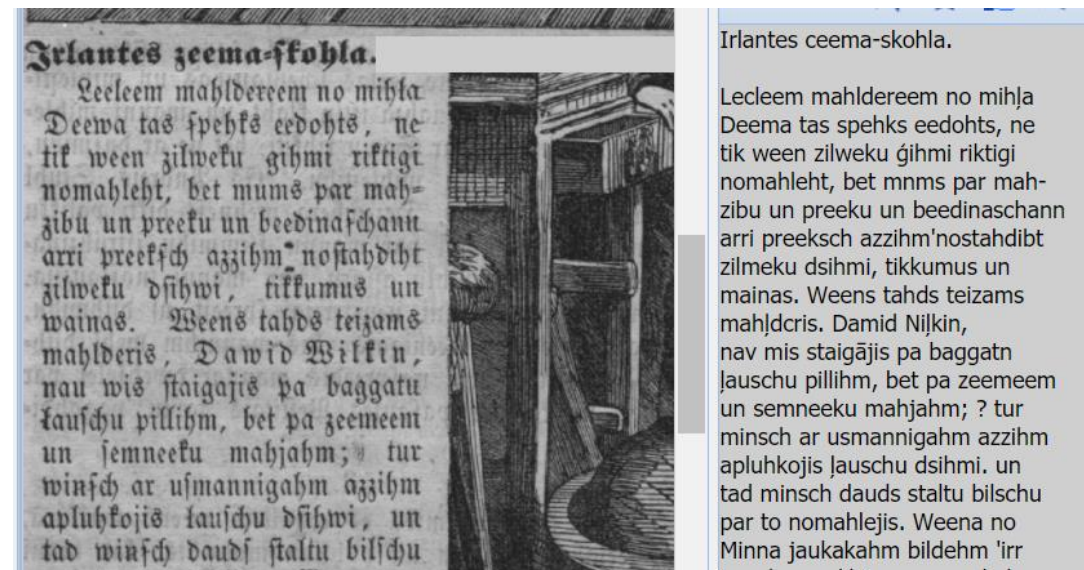 Irlantes zeema-ſkohla.
Leeleem mahldereem no mihļa
Deewa tas ſpehks eedohts, ne
tik ween zilweku ģihmi riktigi
nomahleht, bet mums par mah-
zibu un preeku un beedinaſchanu
arri preekſch azzihm noſtahdiht
zilweku dſihwi, tikkumus un
wainas. Weens tahds teizams
mahlderis, Dawid Wilkin,
nau wis ſtaigajis pa baggatu
ļauſchu pillihm, bet pa zeemeem
un ſemneeku mahjahm; tur
winſch ar uſmannigahm azzihm
apluhkojis ļauſchu dſihwi, un
tad winſch daudſ ſtaltu bilſchu
Irlantes ceema-skohla.
Lecleem mahldereem no mihļa
Deema tas spehks eedohts, ne
tik ween zilweku ǵihmi riktigi
nomahleht, bet mnms par mah-
zibu un preeku un beedinaschann
arri preeksch azzihm'nostahdibt
zilmeku dsihmi, tikkumus un
mainas. Weens tahds teizams
mahļdcris. Damid Niļkin,
nav mis staigājis pa baggatn
ļauschu pillihm, bet pa zeemeem
un semneeku mahjahm; ? tur
minsch ar usmannigahm azzihm
apluhkojis ļauschu dsihmi. un
tad minsch dauds staltu bilschu
par to nomahlejis. Weena no
Minna jaukakahm bildehm 'irr